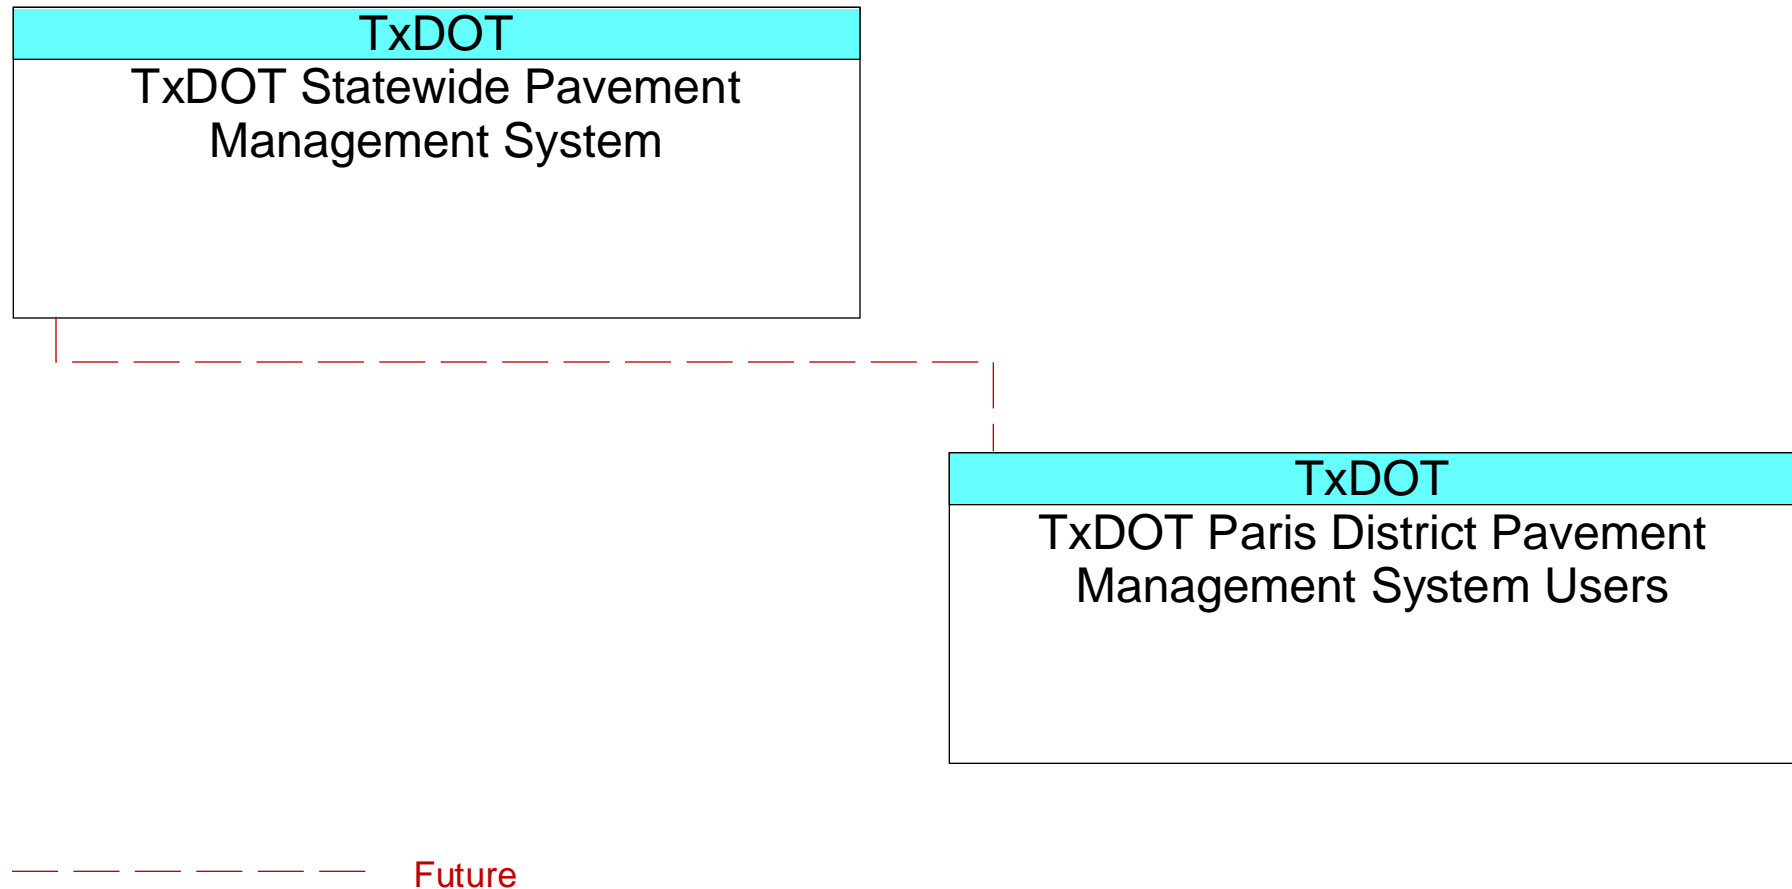 TxDOT
TxDOT Statewide Pavement
Management System
TxDOT
TxDOT Paris District Pavement
Management System Users
Future